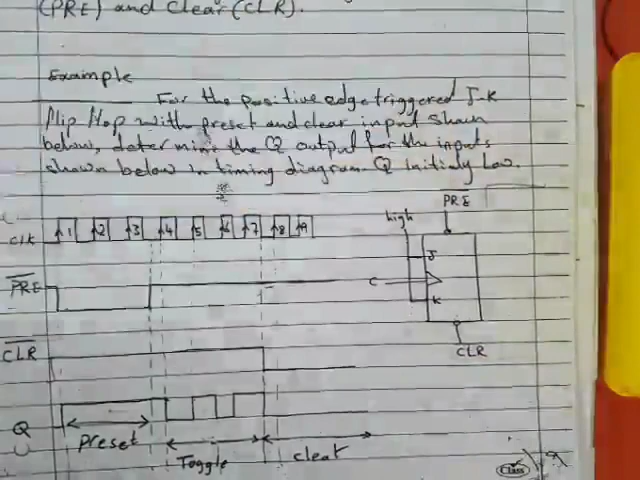 (PRE) and Clear (CLR).
Example
For the positive edge triggered J-K
flip flop with preset and clear input shown
below, determine the Q output for the inputs
shown below in timing diagram. Q Initialy Low.
CLK 1 2 3 4 5 6 7 8 9
PRE
CLR
Q
Preset
Toggle
clear
high
PRE
J
C
K
CLR
Class